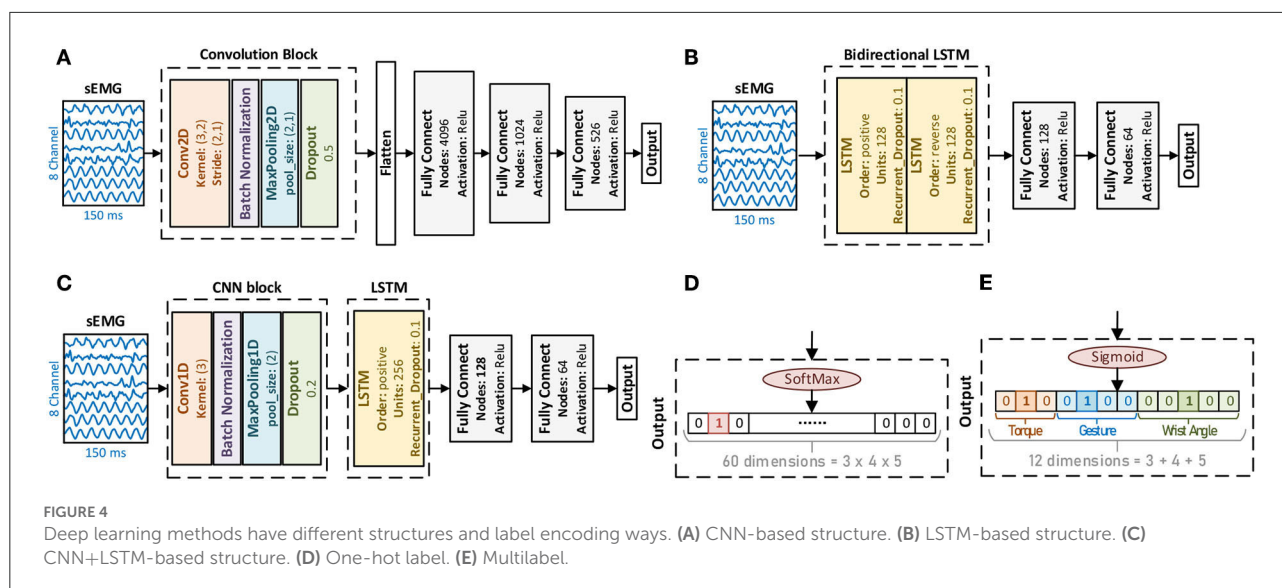 A
Convolution Block
sEMG
8 Channel
150 ms
Conv2D
Kernel: (3,2)
Stride: (2,1)
Batch Normalization
MaxPooling2D
pool_size: (2,1)
Dropout
0.5
Flatten
Fully Connect
Nodes: 4096
Activation: Relu
Fully Connect
Nodes: 1024
Activation: Relu
Fully Connect
Nodes: 526
Activation: Relu
Output
B
Bidirectional LSTM
sEMG
8 Channel
150 ms
LSTM
Order: positive
Units: 128
Recurrent_Dropout: 0.1
LSTM
Order: reverse
Units: 128
Recurrent_Dropout: 0.1
Fully Connect
Nodes: 128
Activation: Relu
Fully Connect
Nodes: 64
Activation: Relu
Output
C
CNN block
LSTM
sEMG
8 Channel
150 ms
Conv1D
Kernel: (3)
Batch Normalization
MaxPooling1D
pool_size: (2)
Dropout
0.2
LSTM
Order: positive
Units: 256
Recurrent_Dropout: 0.1
Fully Connect
Nodes: 128
Activation: Relu
Fully Connect
Nodes: 64
Activation: Relu
Output
D
SoftMax
Output
0 1 0 ...... 0 0 0
60 dimensions = 3 x 4 x 5
E
Sigmoid
Output
0 1 0 0 1 0 0 0 0 1 0 0
Torque Gesture Wrist Angle
12 dimensions = 3 + 4 + 5
FIGURE 4
Deep learning methods have different structures and label encoding ways. (A) CNN-based structure. (B) LSTM-based structure. (C)
CNN+LSTM-based structure. (D) One-hot label. (E) Multilabel.